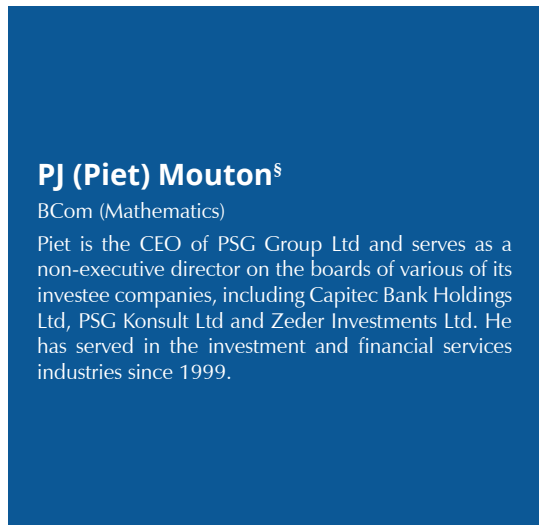 PJ (Piet) Mouton§
BCom (Mathematics)
Piet is the CEO of PSG Group Ltd and serves as a
non-executive director on the boards of various of its
investee companies, including Capitec Bank Holdings
Ltd, PSG Konsult Ltd and Zeder Investments Ltd. He
has served in the investment and financial services
industries since 1999.